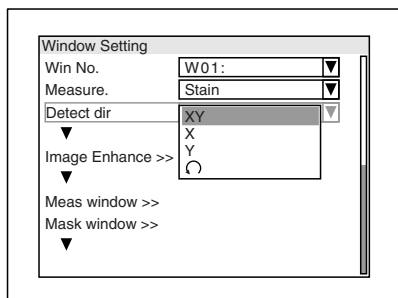 Window Setting
Win No. W01:
Measure. Stain
Detect dir XY
X
Y
Image Enhance >>
Meas window >>
Mask window >>